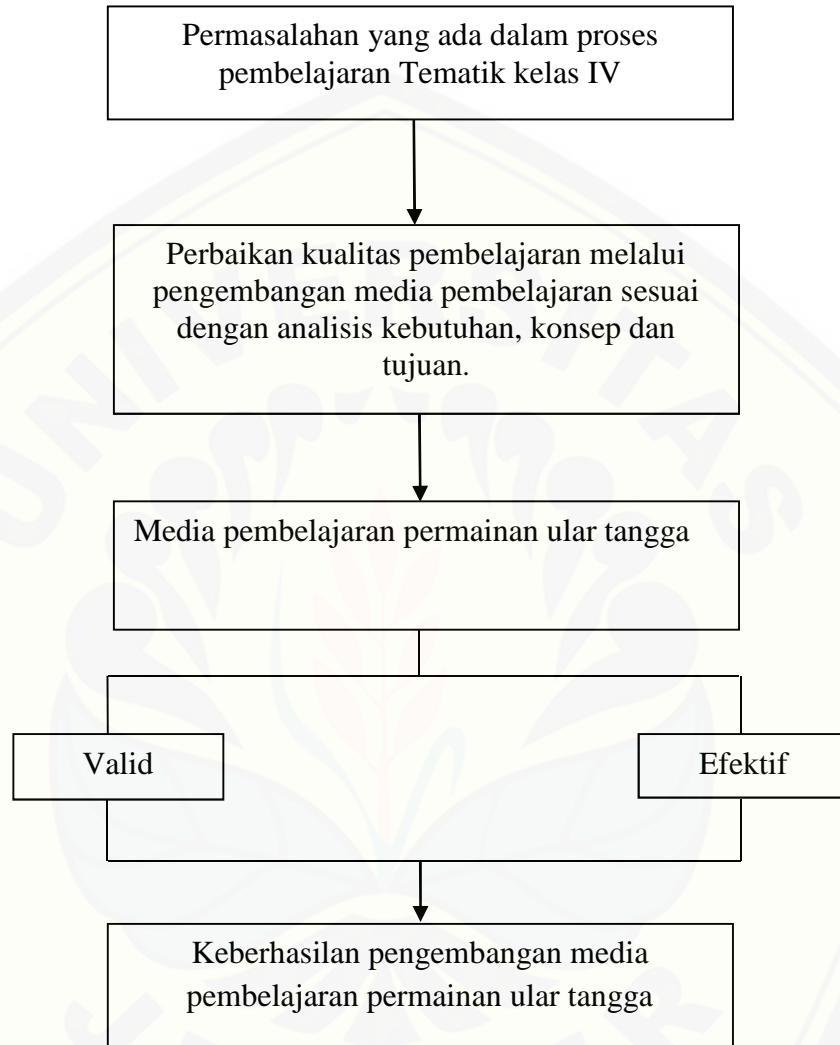 Permasalahan yang ada dalam proses
pembelajaran Tematik kelas IV
Perbaikan kualitas pembelajaran melalui
pengembangan media pembelajaran sesuai
dengan analisis kebutuhan, konsep dan
tujuan.
Media pembelajaran permainan ular tangga
Valid
Efektif
Keberhasilan pengembangan media
pembelajaran permainan ular tangga
UNIVERSITAS